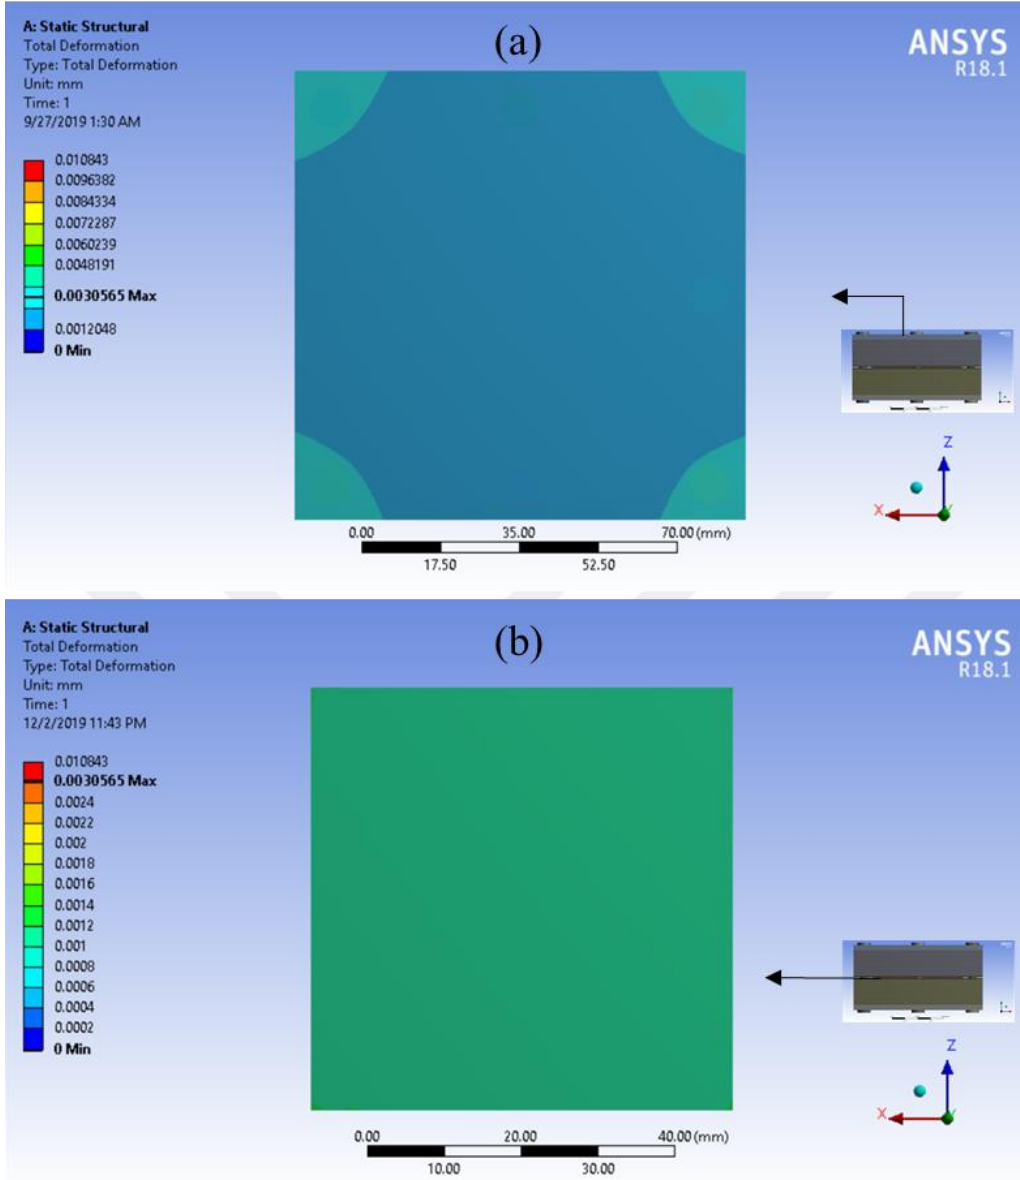 A: Static Structural
Total Deformation
Type: Total Deformation
Unit: mm
Time: 1
9/27/2019 1:30 AM
(a)
ANSYS
R18.1
0.010843
0.0096382
0.0084334
0.0072287
0.0060239
0.0048191
0.0030565 Max
0.0012048
0 Min
Z
X
0.00 35.00 70.00 (mm)
17.50 52.50
A: Static Structural
Total Deformation
Type: Total Deformation
Unit: mm
Time: 1
12/2/2019 11:43 PM
(b)
ANSYS
R18.1
0.010843
0.0030565 Max
0.0024
0.0022
0.002
0.0018
0.0016
0.0014
0.0012
0.001
0.0008
0.0006
0.0004
0.0002
0 Min
Z
X
0.00 20.00 40.00 (mm)
10.00 30.00